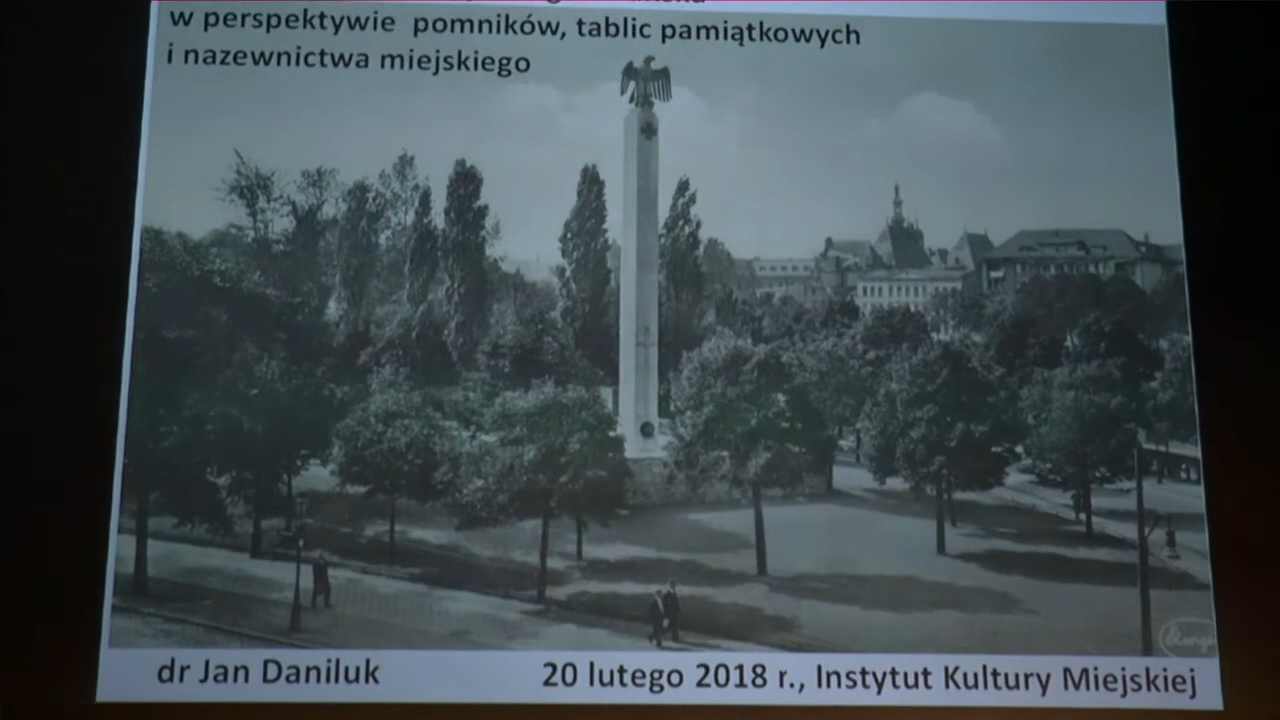 w perspektywie pomników, tablic pamiątkowych
i nazewnictwa miejskiego
dr Jan Daniluk
20 lutego 2018 r., Instytut Kultury Miejskiej